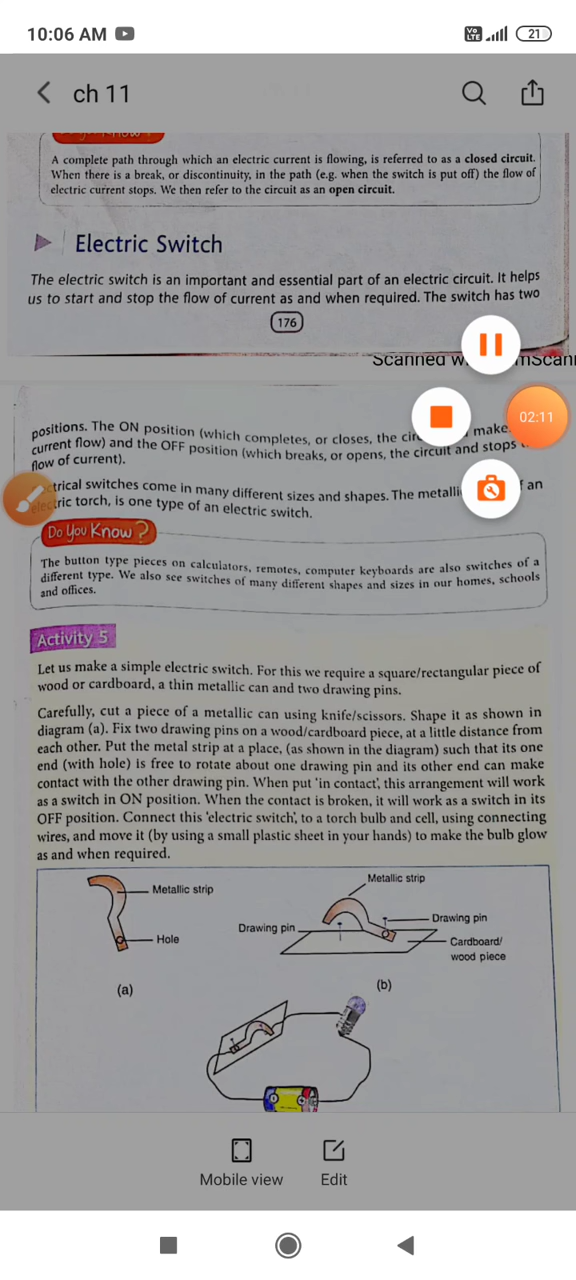 10:06 AM
Vo LTE
21
ch 11
Do You Know ?
A complete path through which an electric current is flowing, is referred to as a closed circuit.
When there is a break, or discontinuity, in the path (e.g. when the switch is put off) the flow of
electric current stops. We then refer to the circuit as an open circuit.
Electric Switch
The electric switch is an important and essential part of an electric circuit. It helps
us to start and stop the flow of current as and when required. The switch has two
176
Scanned
02:11
positions. The ON position (which completes, or closes, the make
current flow) and the OFF position (which breaks, or opens, the circuit and stops
flow of current).
switches come in many different sizes and shapes. The an
torch, is one type of an electric switch.
Do You Know ?
The button type pieces on calculators, remotes, computer keyboards are also switches of a
different type. We also see switches of many different shapes and sizes in our homes, schools
and offices.
Activity 5
Let us make a simple electric switch. For this we require a square/rectangular piece of
wood or cardboard, a thin metallic can and two drawing pins.
Carefully, cut a piece of a metallic can using knife/scissors. Shape it as shown in
diagram (a). Fix two drawing pins on a wood/cardboard piece, at a little distance from
each other. Put the metal strip at a place, (as shown in the diagram) such that its one
end (with hole) is free to rotate about one drawing pin and its other end can make
contact with the other drawing pin. When put 'in contact', this arrangement will work
as a switch in ON position. When the contact is broken, it will work as a switch in its
OFF position. Connect this 'electric switch', to a torch bulb and cell, using connecting
wires, and move it (by using a small plastic sheet in your hands) to make the bulb glow
as and when required.
Metallic strip
Hole
(a)
Metallic strip
Drawing pin
Drawing pin
Cardboard/
wood piece
(b)
Mobile view
Edit